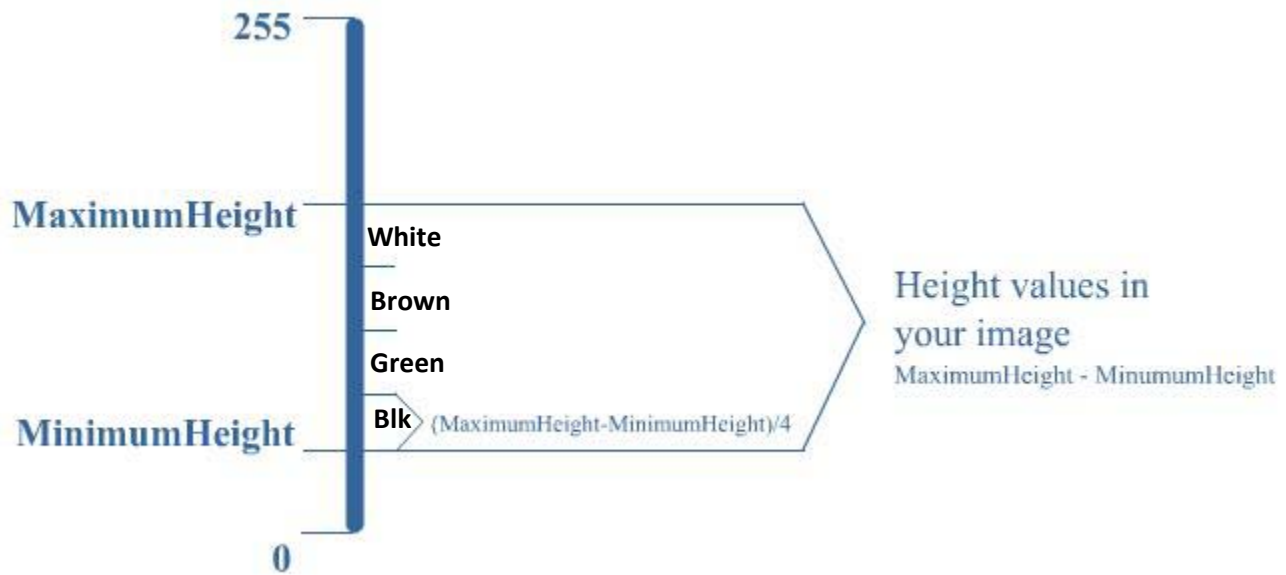 255
MaximumHeight
White
Brown
Height values in
your image
MaximumHeight - MinumumHeight
Green
Blk
(MaximumHeight-MinimumHeight)/4
MinimumHeight
0